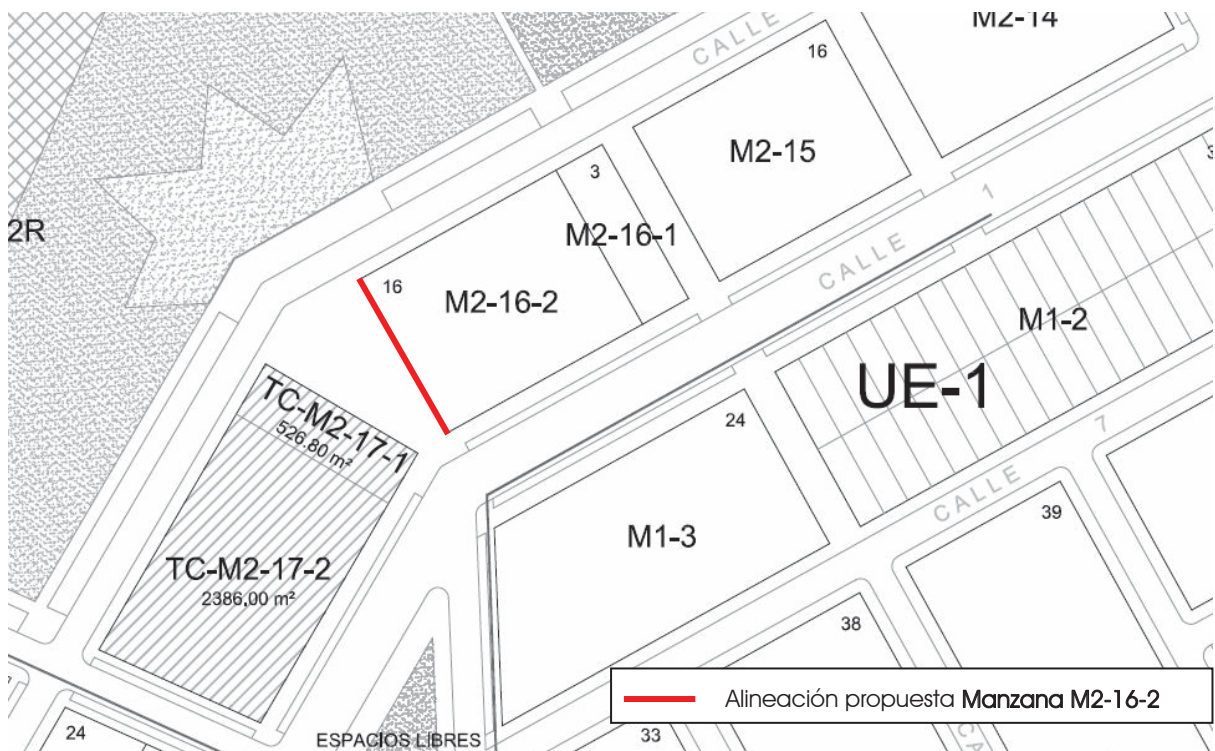 M2-14
CALLE
16
M2-15
3
M2-16-1
1
CALLE
2R
16
M2-16-2
M1-2
UE-1
TC-M2-17-1
526.80 m²
24
7
CALLE
M1-3
39
TC-M2-17-2
2386,00 m²
38
Alineación propuesta Manzana M2-16-2
24
ESPACIOS LIBRES
33